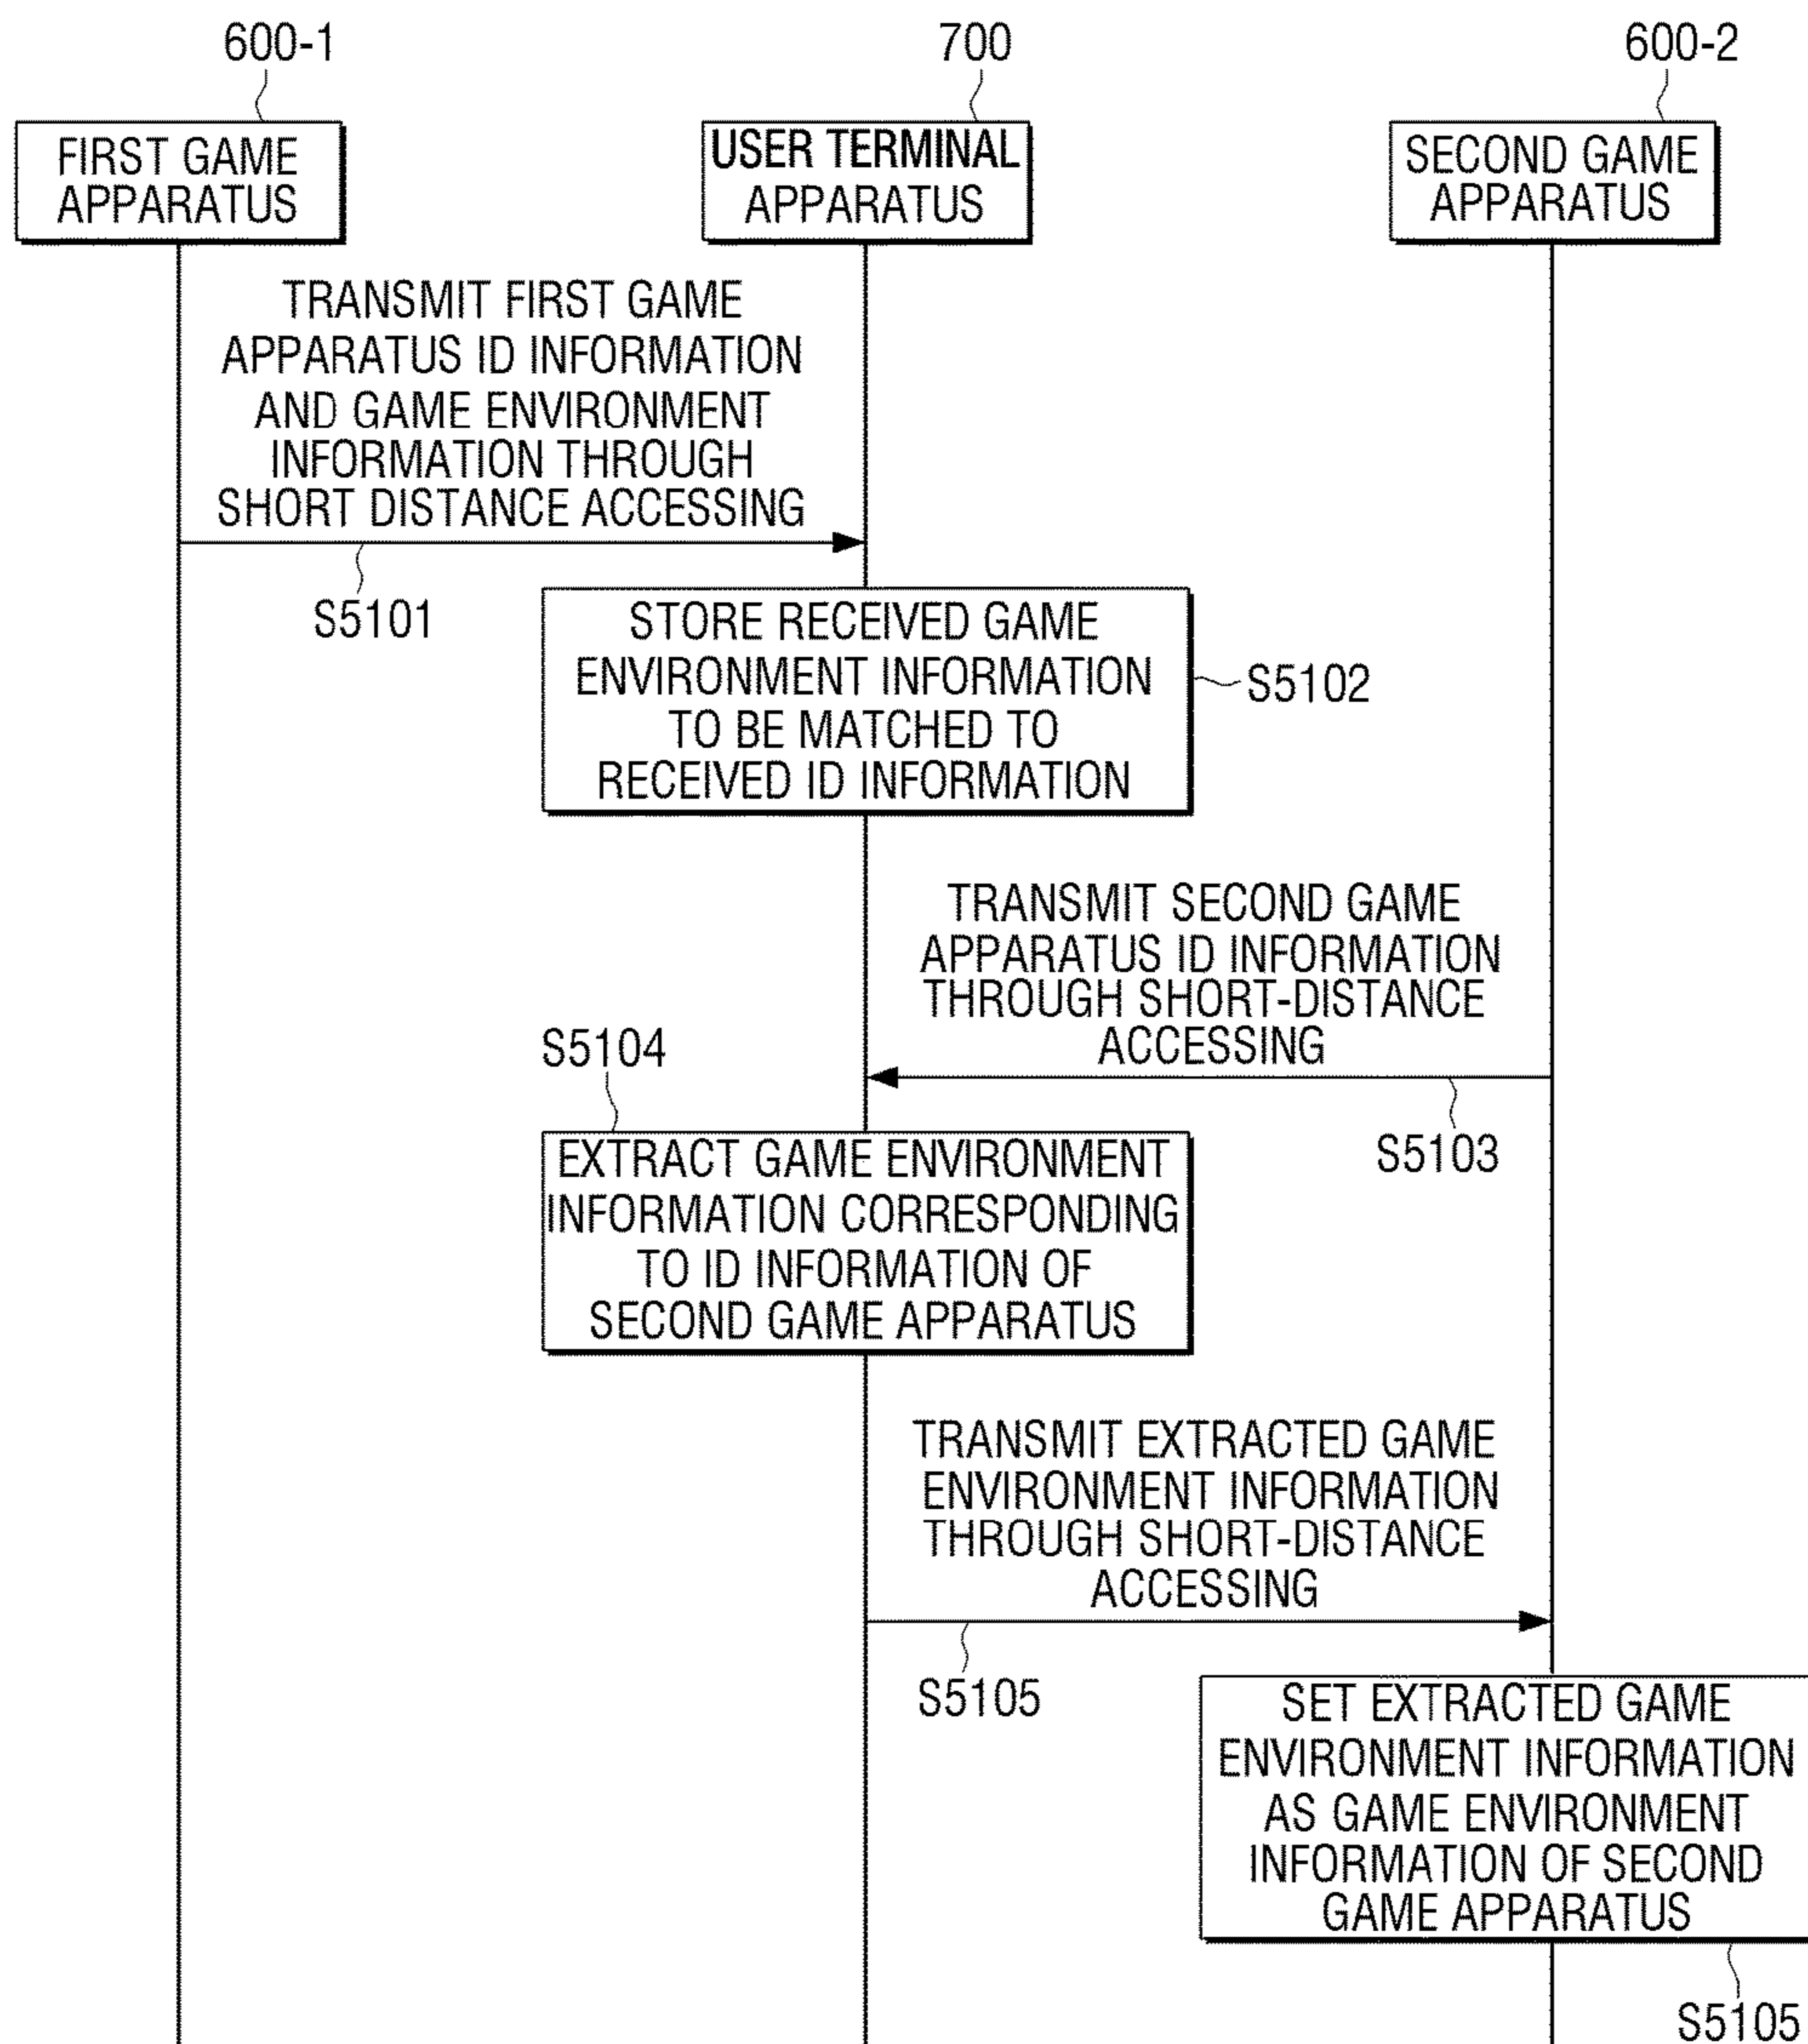 600-1
700
600-2
FIRST GAME
APPARATUS
USER TERMINAL
APPARATUS
SECOND GAME
APPARATUS
TRANSMIT FIRST GAME
APPARATUS ID INFORMATION
AND GAME ENVIRONMENT
INFORMATION THROUGH
SHORT DISTANCE ACCESSING
S5101
STORE RECEIVED GAME
ENVIRONMENT INFORMATION
TO BE MATCHED TO
RECEIVED ID INFORMATION
S5102
TRANSMIT SECOND GAME
APPARATUS ID INFORMATION
THROUGH SHORT-DISTANCE
ACCESSING
S5103
S5104
EXTRACT GAME ENVIRONMENT
INFORMATION CORRESPONDING
TO ID INFORMATION OF
SECOND GAME APPARATUS
TRANSMIT EXTRACTED GAME
ENVIRONMENT INFORMATION
THROUGH SHORT-DISTANCE
ACCESSING
S5105
SET EXTRACTED GAME
ENVIRONMENT INFORMATION
AS GAME ENVIRONMENT
INFORMATION OF SECOND
GAME APPARATUS
S5105